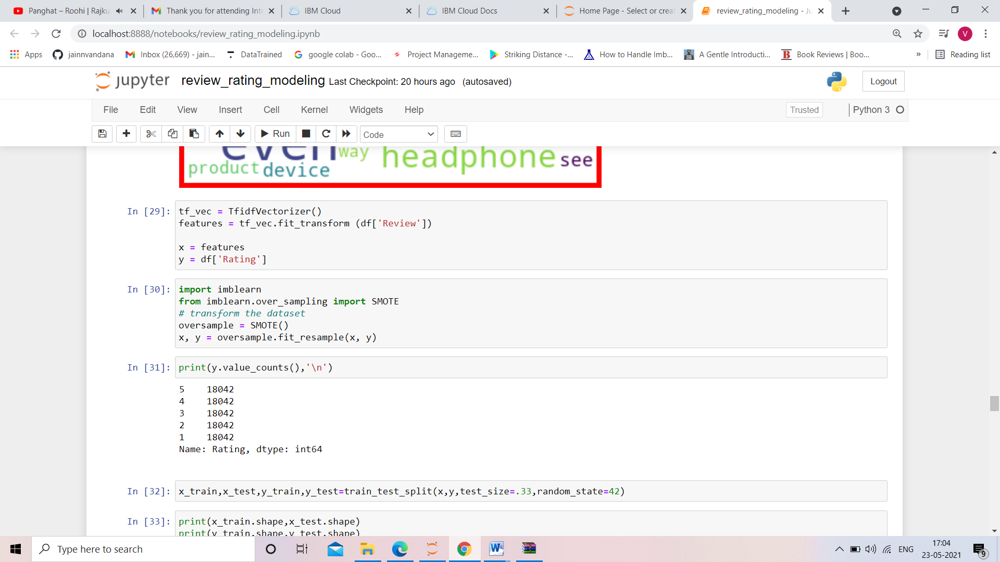 Panghat – Roohi | Rajku
Thank you for attending Inte
IBM Cloud
IBM Cloud Docs
Home Page - Select or creat
review_rating_modeling - Ju
localhost:8888/notebooks/review_rating_modeling.ipynb
V
Apps
jainnvandana
Inbox (26,669) - jain...
DataTrained
google colab - Goo...
Project Manageme...
Striking Distance -...
How to Handle Imb...
A Gentle Introducti...
Book Reviews | Boo...
»
Reading list
jupyter
review_rating_modeling Last Checkpoint: 20 hours ago (autosaved)
Logout
File Edit View Insert Cell Kernel Widgets Help
Trusted
Python 3
Run
Code
even way headphone see
product device
In [29]:
tf_vec = TfidfVectorizer()
features = tf_vec.fit_transform (df['Review'])
x = features
y = df['Rating']
In [30]:
import imblearn
from imblearn.over_sampling import SMOTE
# transform the dataset
oversample = SMOTE()
x, y = oversample.fit_resample(x, y)
In [31]:
print(y.value_counts(),'\n')
5    18042
4    18042
3    18042
2    18042
1    18042
Name: Rating, dtype: int64
In [32]:
x_train,x_test,y_train,y_test=train_test_split(x,y,test_size=.33,random_state=42)
In [33]:
print(x_train.shape,x_test.shape)
print(y_train.shape,y_test.shape)
Type here to search
ENG
17:04
23-05-2021
9